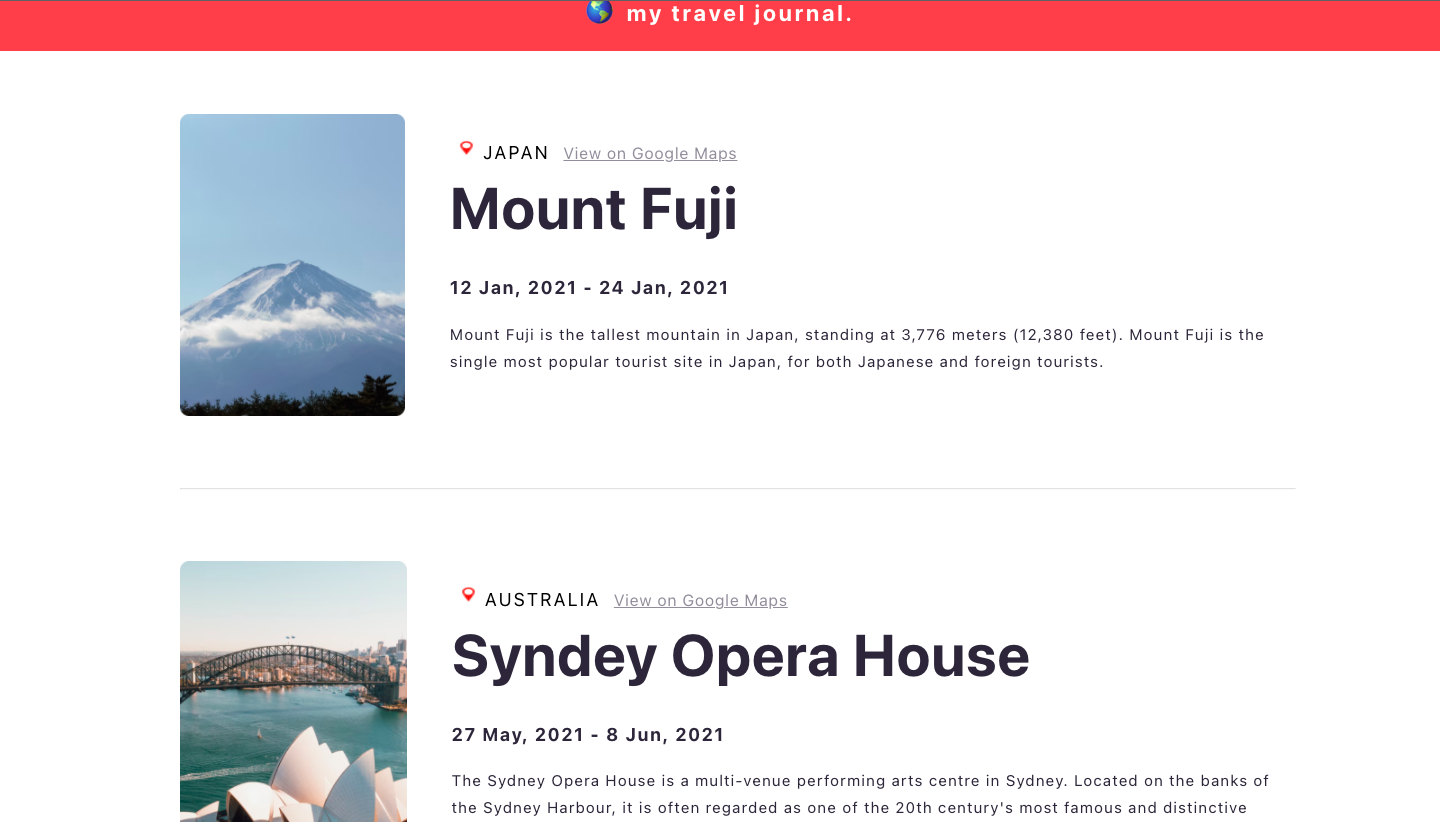 my travel journal.
JAPAN View on Google Maps
Mount Fuji
12 Jan, 2021 - 24 Jan, 2021
Mount Fuji is the tallest mountain in Japan, standing at 3,776 meters (12,380 feet). Mount Fuji is the
single most popular tourist site in Japan, for both Japanese and foreign tourists.
AUSTRALIA View on Google Maps
Syndey Opera House
27 May, 2021 - 8 Jun, 2021
The Sydney Opera House is a multi-venue performing arts centre in Sydney. Located on the banks of
the Sydney Harbour, it is often regarded as one of the 20th century's most famous and distinctive